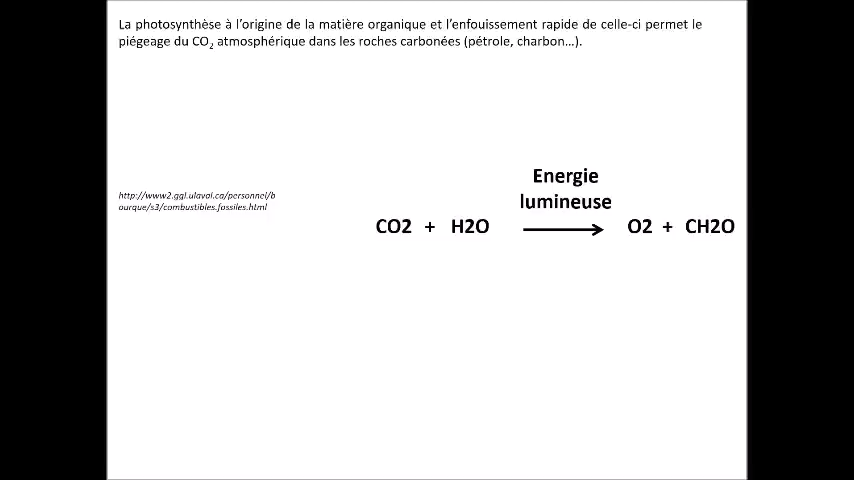 La photosynthèse à l'origine de la matière organique et l'enfouissement rapide de celle-ci permet le
piégeage du CO2 atmosphérique dans les roches carbonées (pétrole, charbon…).
http://www2.ggl.ulaval.ca/personnel/b
ourque/s3/combustibles.fossiles.html
Energie
lumineuse
CO2 + H2O O2 + CH2O